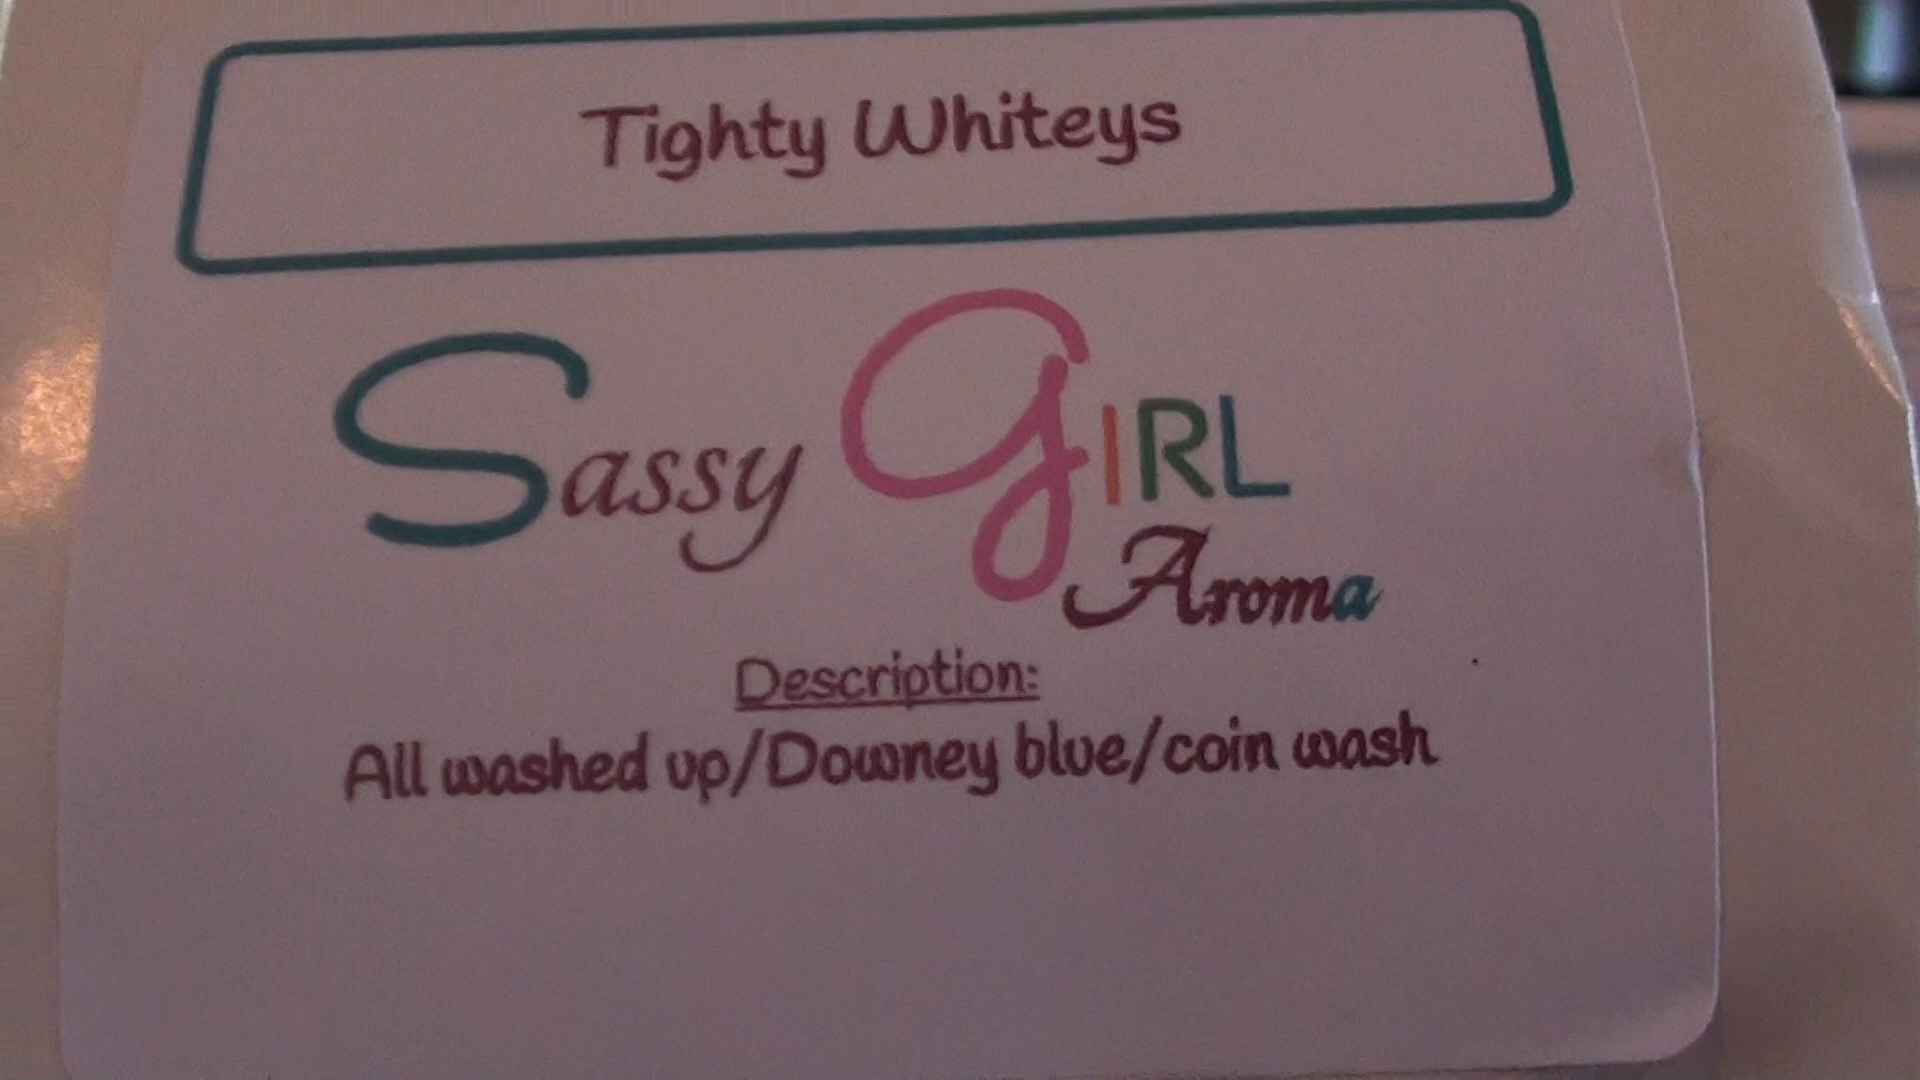 Tighty Whiteys
Sassy GIRL
Aroma
Description:
All washed up/Downey blue/coin wash